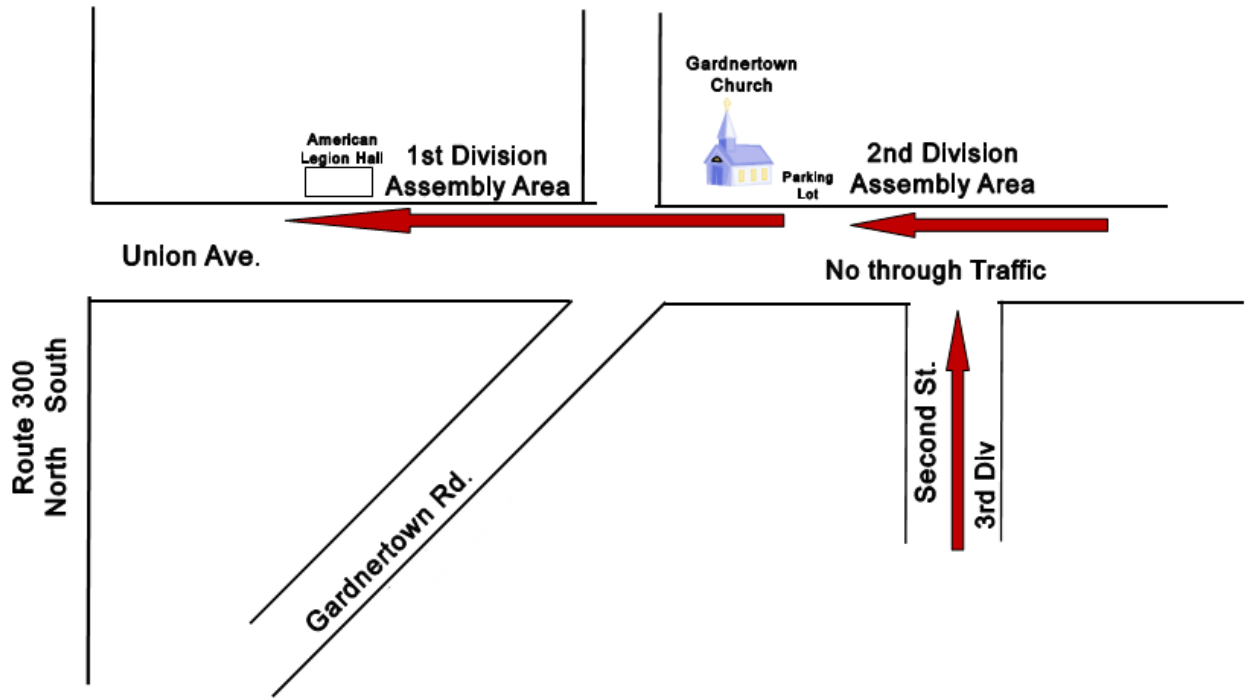 Gardnertown
Church
American
Legion Hall
1st Division
Assembly Area
Parking
Lot
2nd Division
Assembly Area
Union Ave.
No through Traffic
Route 300
North South
Gardnertown Rd.
Second St.
3rd Div